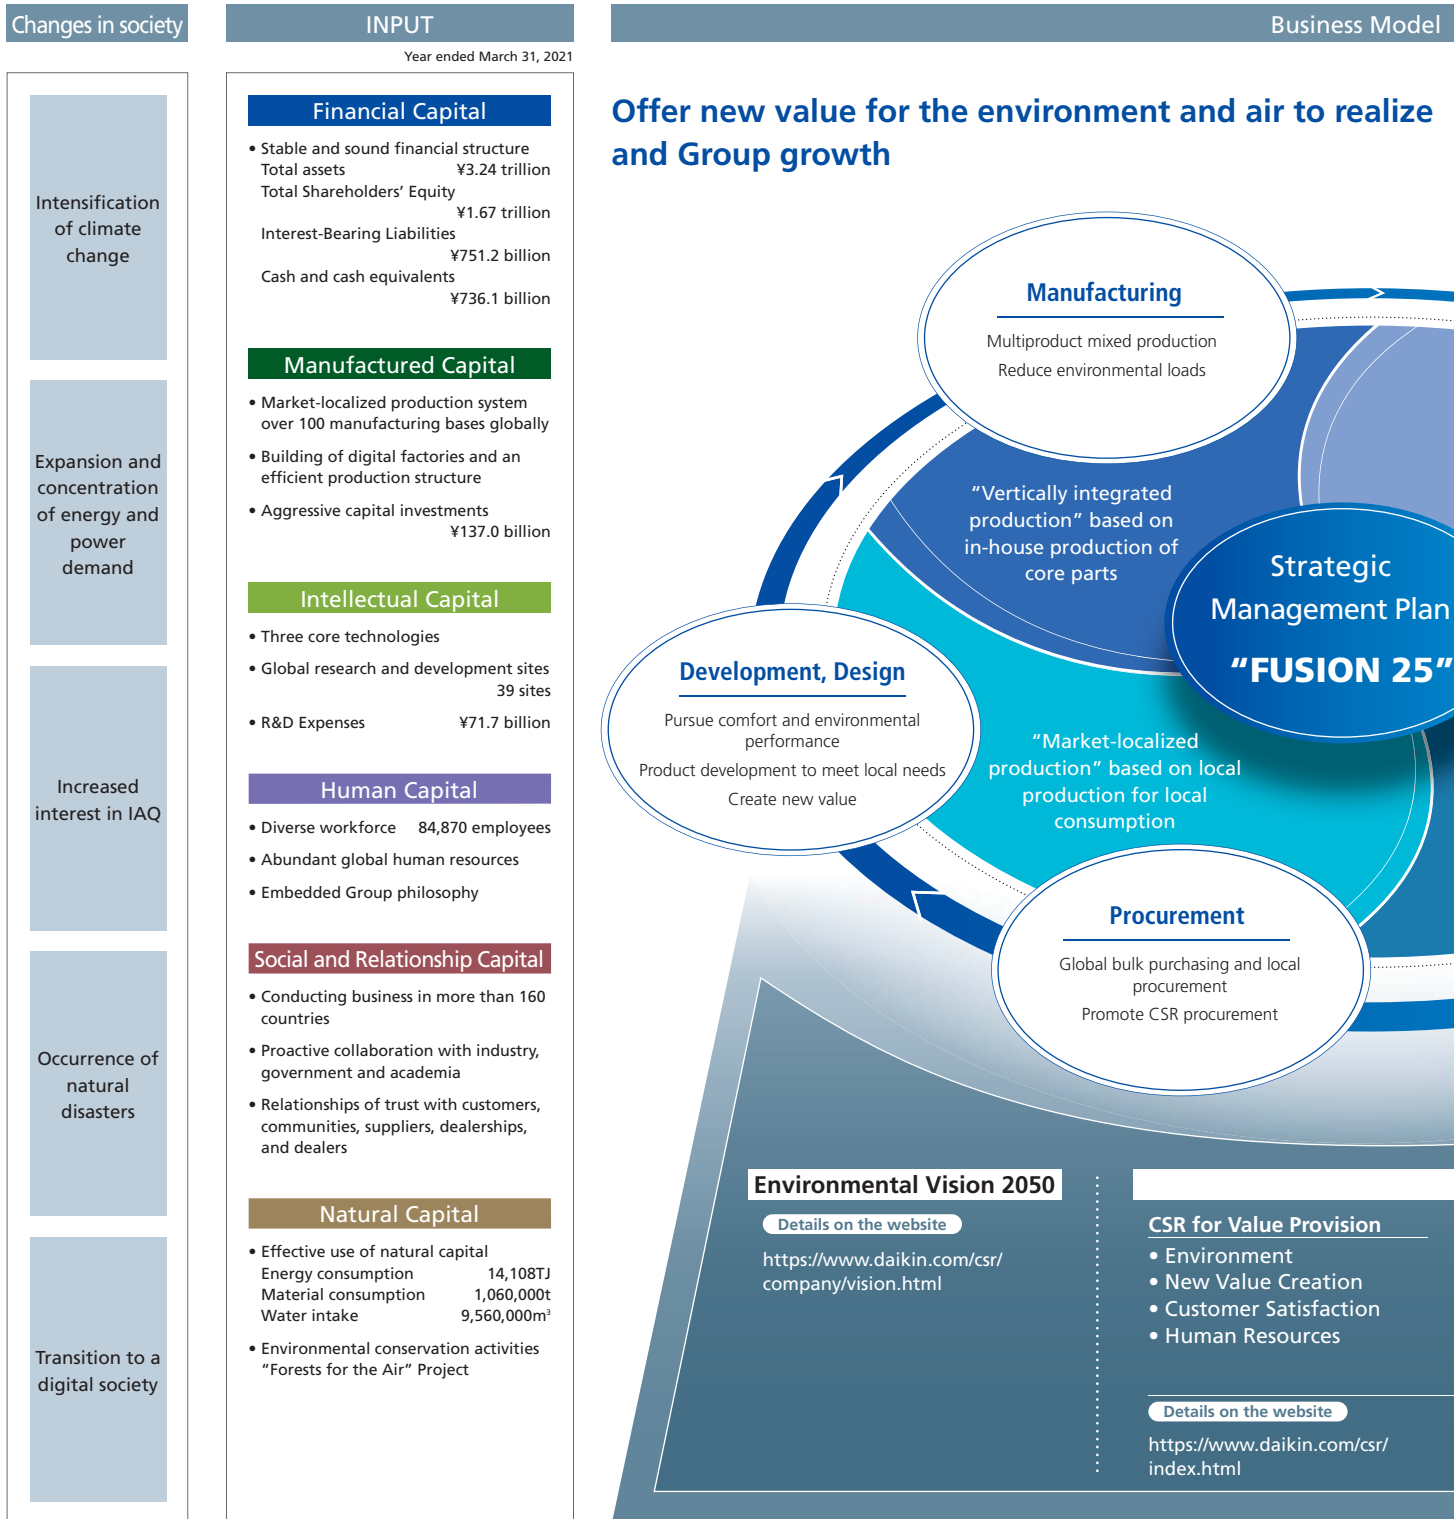 Changes in society
Intensification
of climate
change
Expansion and
concentration
of energy and
power
demand
Increased
interest in IAQ
Occurrence of
natural
disasters
Transition to a
digital society
INPUT
Year ended March 31, 2021
Financial Capital
• Stable and sound financial structure
Total assets ¥3.24 trillion
Total Shareholders’ Equity
¥1.67 trillion
Interest-Bearing Liabilities
¥751.2 billion
Cash and cash equivalents
¥736.1 billion
Manufactured Capital
• Market-localized production system
over 100 manufacturing bases globally
• Building of digital factories and an
efficient production structure
• Aggressive capital investments
¥137.0 billion
Intellectual Capital
• Three core technologies
• Global research and development sites
39 sites
• R&D Expenses ¥71.7 billion
Human Capital
• Diverse workforce 84,870 employees
• Abundant global human resources
• Embedded Group philosophy
Social and Relationship Capital
• Conducting business in more than 160
countries
• Proactive collaboration with industry,
government and academia
• Relationships of trust with customers,
communities, suppliers, dealerships,
and dealers
Natural Capital
• Effective use of natural capital
Energy consumption 14,108TJ
Material consumption 1,060,000t
Water intake 9,560,000m³
• Environmental conservation activities
“Forests for the Air” Project
Business Model
Offer new value for the environment and air to realize
and Group growth
Manufacturing
Multiproduct mixed production
Reduce environmental loads
“Vertically integrated
production” based on
in-house production of
core parts
Strategic
Management Plan
“FUSION 25”
Development, Design
Pursue comfort and environmental
performance
Product development to meet local needs
Create new value
“Market-localized
production” based on local
production for local
consumption
Procurement
Global bulk purchasing and local
procurement
Promote CSR procurement
Environmental Vision 2050
Details on the website
https://www.daikin.com/csr/
company/vision.html
CSR for Value Provision
• Environment
• New Value Creation
• Customer Satisfaction
• Human Resources
Details on the website
https://www.daikin.com/csr/
index.html